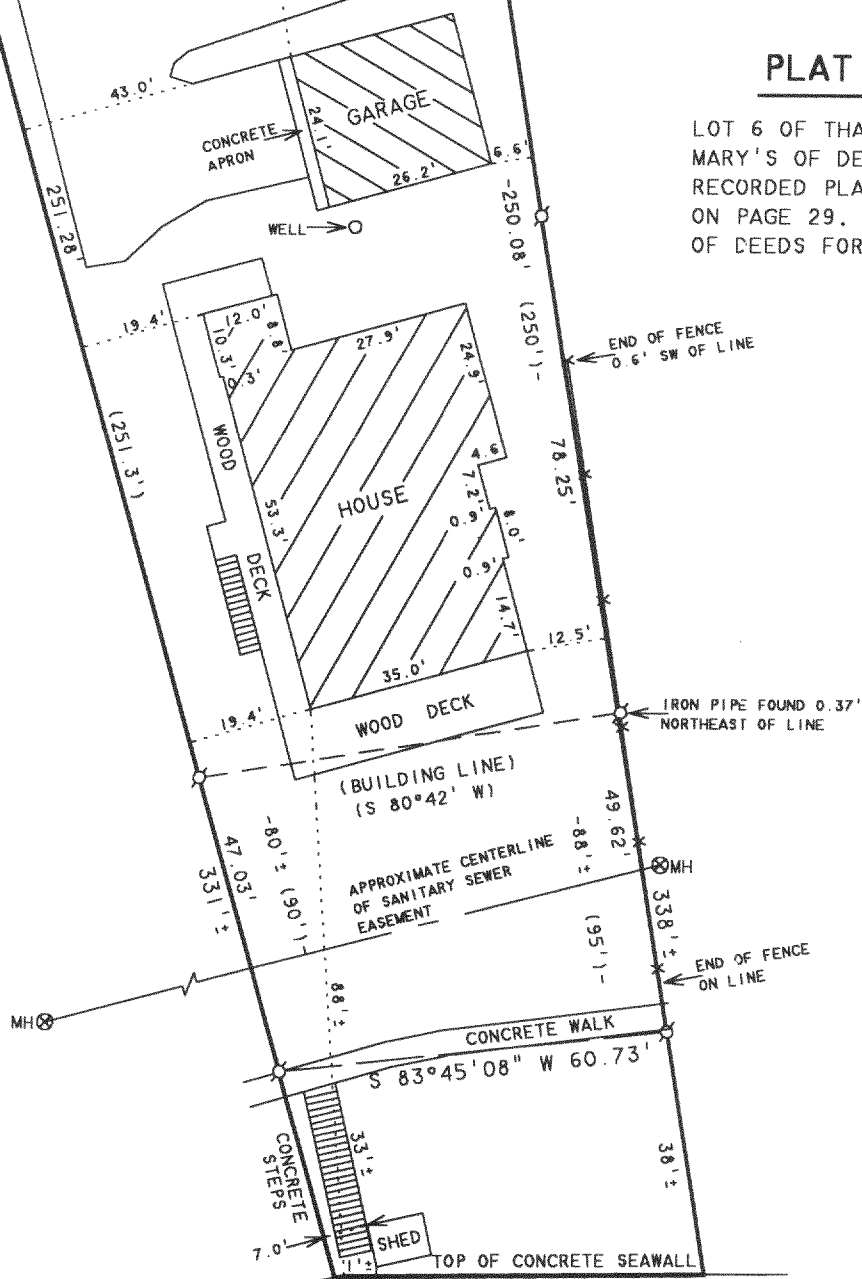 PLAT
LOT 6 OF THA
MARY'S OF DE
RECORDED PLA
ON PAGE 29.
OF DEEDS FOR
43.0'
GARAGE
24.1'
CONCRETE
APRON
26.2'
6.6'
251.28'
-250.08' (250')-
WELL
19.4'
12.0'
8.8'
10.3'
0.3'
27.9'
24.9'
END OF FENCE
0.6' SW OF LINE
(251.3')
WOOD
DECK
HOUSE
53.3'
4.6
7.2'
0.9'
8.0'
0.9'
14.7'
78.25'
12.5'
35.0'
19.4'
WOOD DECK
IRON PIPE FOUND 0.37'
NORTHEAST OF LINE
(BUILDING LINE)
(S 80°42' W)
47.03'
331'±
-80'± (90')-
49.62'
-88'± (95')-
APPROXIMATE CENTERLINE
OF SANITARY SEWER
EASEMENT
MH
338'±
END OF FENCE
ON LINE
MH
88'±
CONCRETE WALK
S 83°45'08" W 60.73'
CONCRETE
STEPS
33'±
38'±
7.0'
SHED
1'±
TOP OF CONCRETE SEAWALL